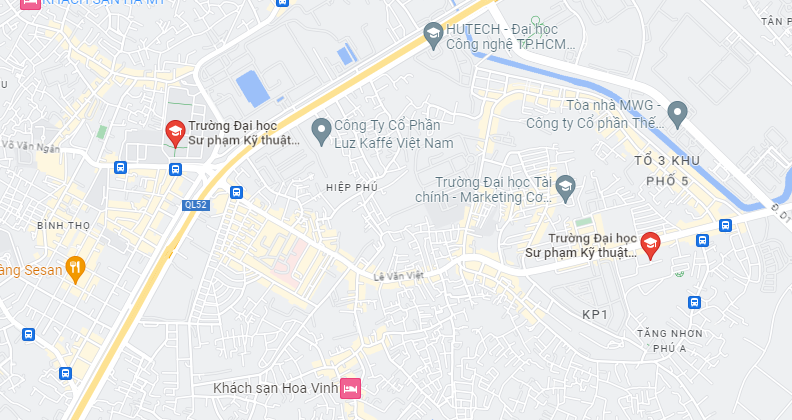 KHÁCH SẠN HÀ MY
HUTECH - Đại học
Công nghệ TP.HCM...
TÂN P
Tòa nhà MWG -
Công ty Cổ phần Thế...
Trường Đại học
Sư phạm Kỹ thuật...
Võ Văn Ngân
Công Ty Cổ Phần
Luz Kaffé Việt Nam
TỔ 3 KHU
PHỐ 5
HIỆP PHÚ
Trường Đại học Tài
chính - Marketing Cơ...
QL52
Đ. D1
BÌNH THỌ
Trường Đại học
Sư phạm Kỹ thuật...
àng Sesan
Lê Văn Việt
KP1
TĂNG NHƠN
PHÚ A
Khách sạn Hoa Vinh